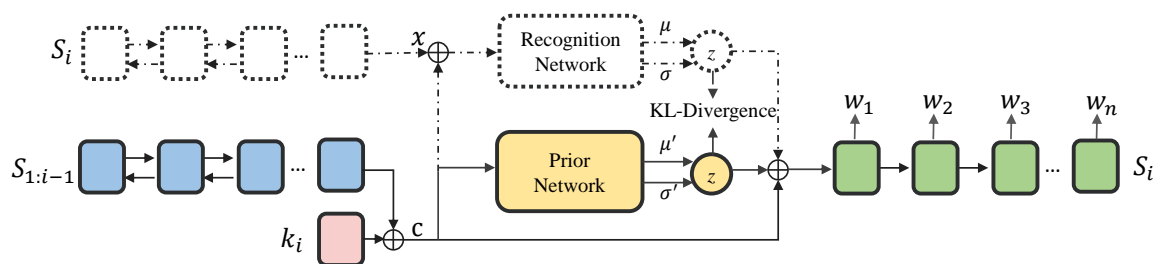 S_i
...
x
Recognition
Network
μ
σ
z
KL-Divergence
S_{1:i-1}
...
k_i
c
Prior
Network
μ′
σ′
z
w_1
w_2
w_3
w_n
...
S_i